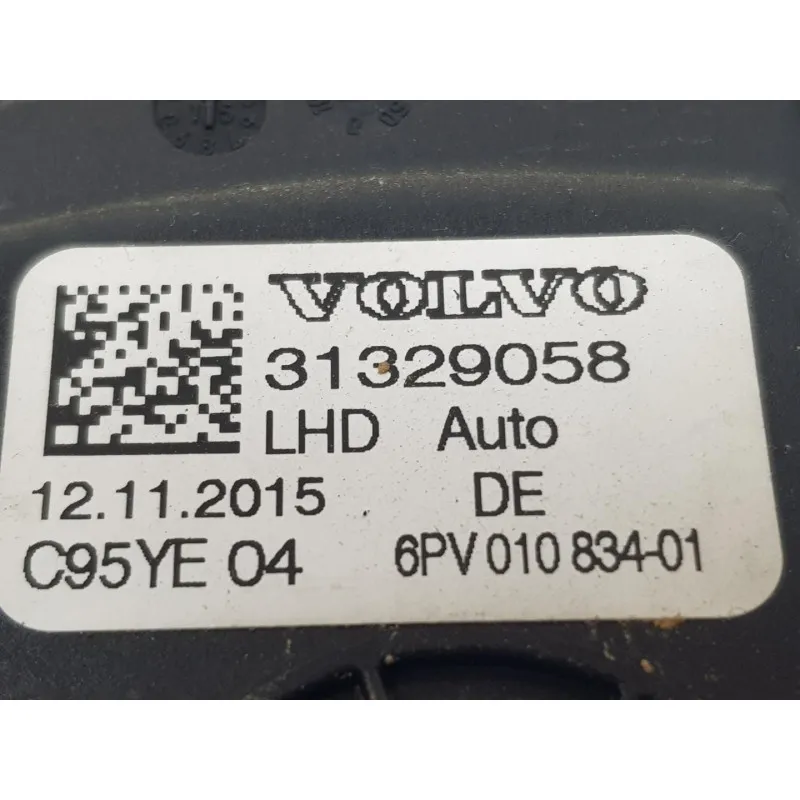 VOLVO
31329058
LHD Auto
12.11.2015 DE
C95YE 04 6PV 010 834-01